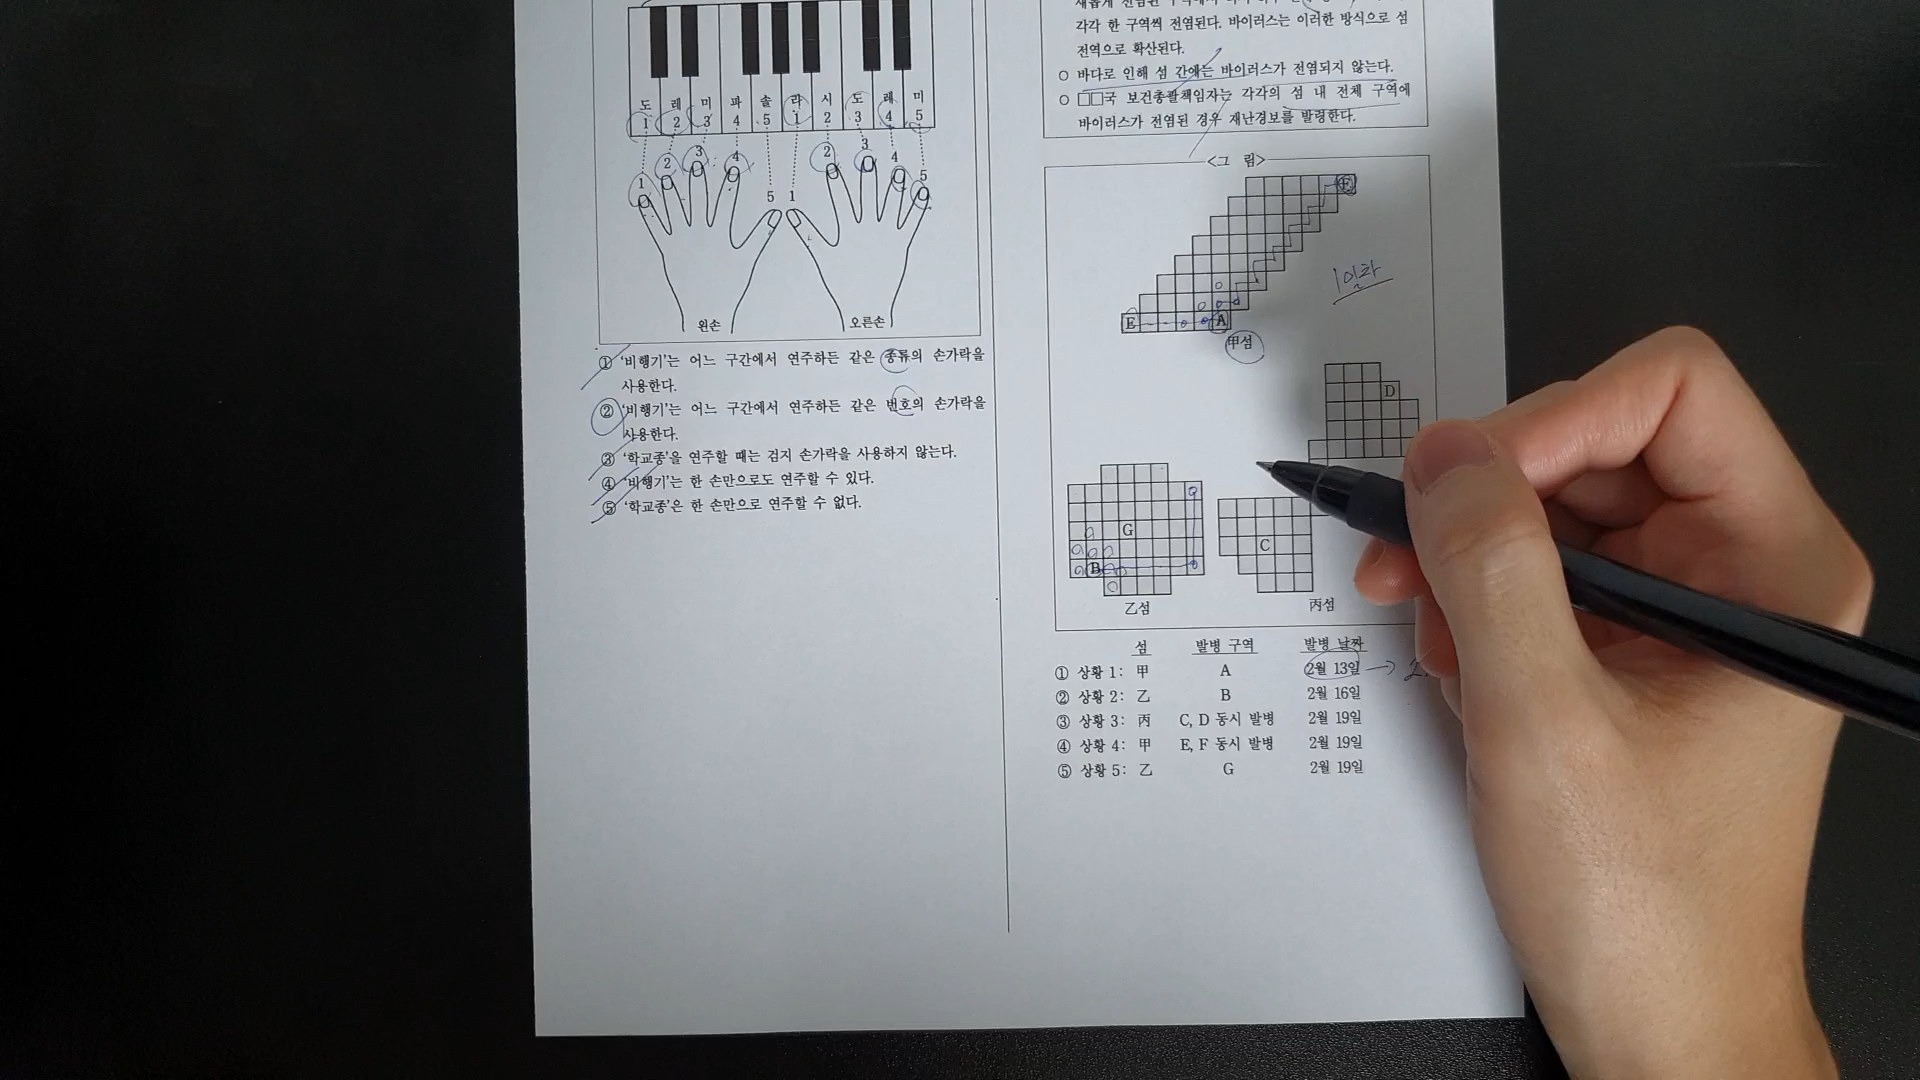 각각 한 구역씩 전염된다. 바이러스는 이러한 방식으로 섬
전역으로 확산된다.
○ 바다로 인해 섬 간에는 바이러스가 전염되지 않는다.
○ □□국 보건총괄책임자는 각각의 섬 내 전체 구역에
바이러스가 전염된 경우 재난경보를 발령한다.
도 레 미 파 솔 라 시 도 레 미
1 2 3 4 5 1 2 3 4 5
1 2 3 4 5 1 2 3 4 5
왼손 오른손
① '비행기'는 어느 구간에서 연주하든 같은 종류의 손가락을
사용한다.
② '비행기'는 어느 구간에서 연주하든 같은 번호의 손가락을
사용한다.
③ '학교종'을 연주할 때는 검지 손가락을 사용하지 않는다.
④ '비행기'는 한 손만으로도 연주할 수 있다.
⑤ '학교종'은 한 손만으로 연주할 수 없다.
<그 림>
F
1일차
E A
甲섬
D
G
B
乙섬
C
丙섬
섬 발병 구역 발병 날짜
① 상황 1: 甲 A 2월 13일 →
② 상황 2: 乙 B 2월 16일
③ 상황 3: 丙 C, D 동시 발병 2월 19일
④ 상황 4: 甲 E, F 동시 발병 2월 19일
⑤ 상황 5: 乙 G 2월 19일